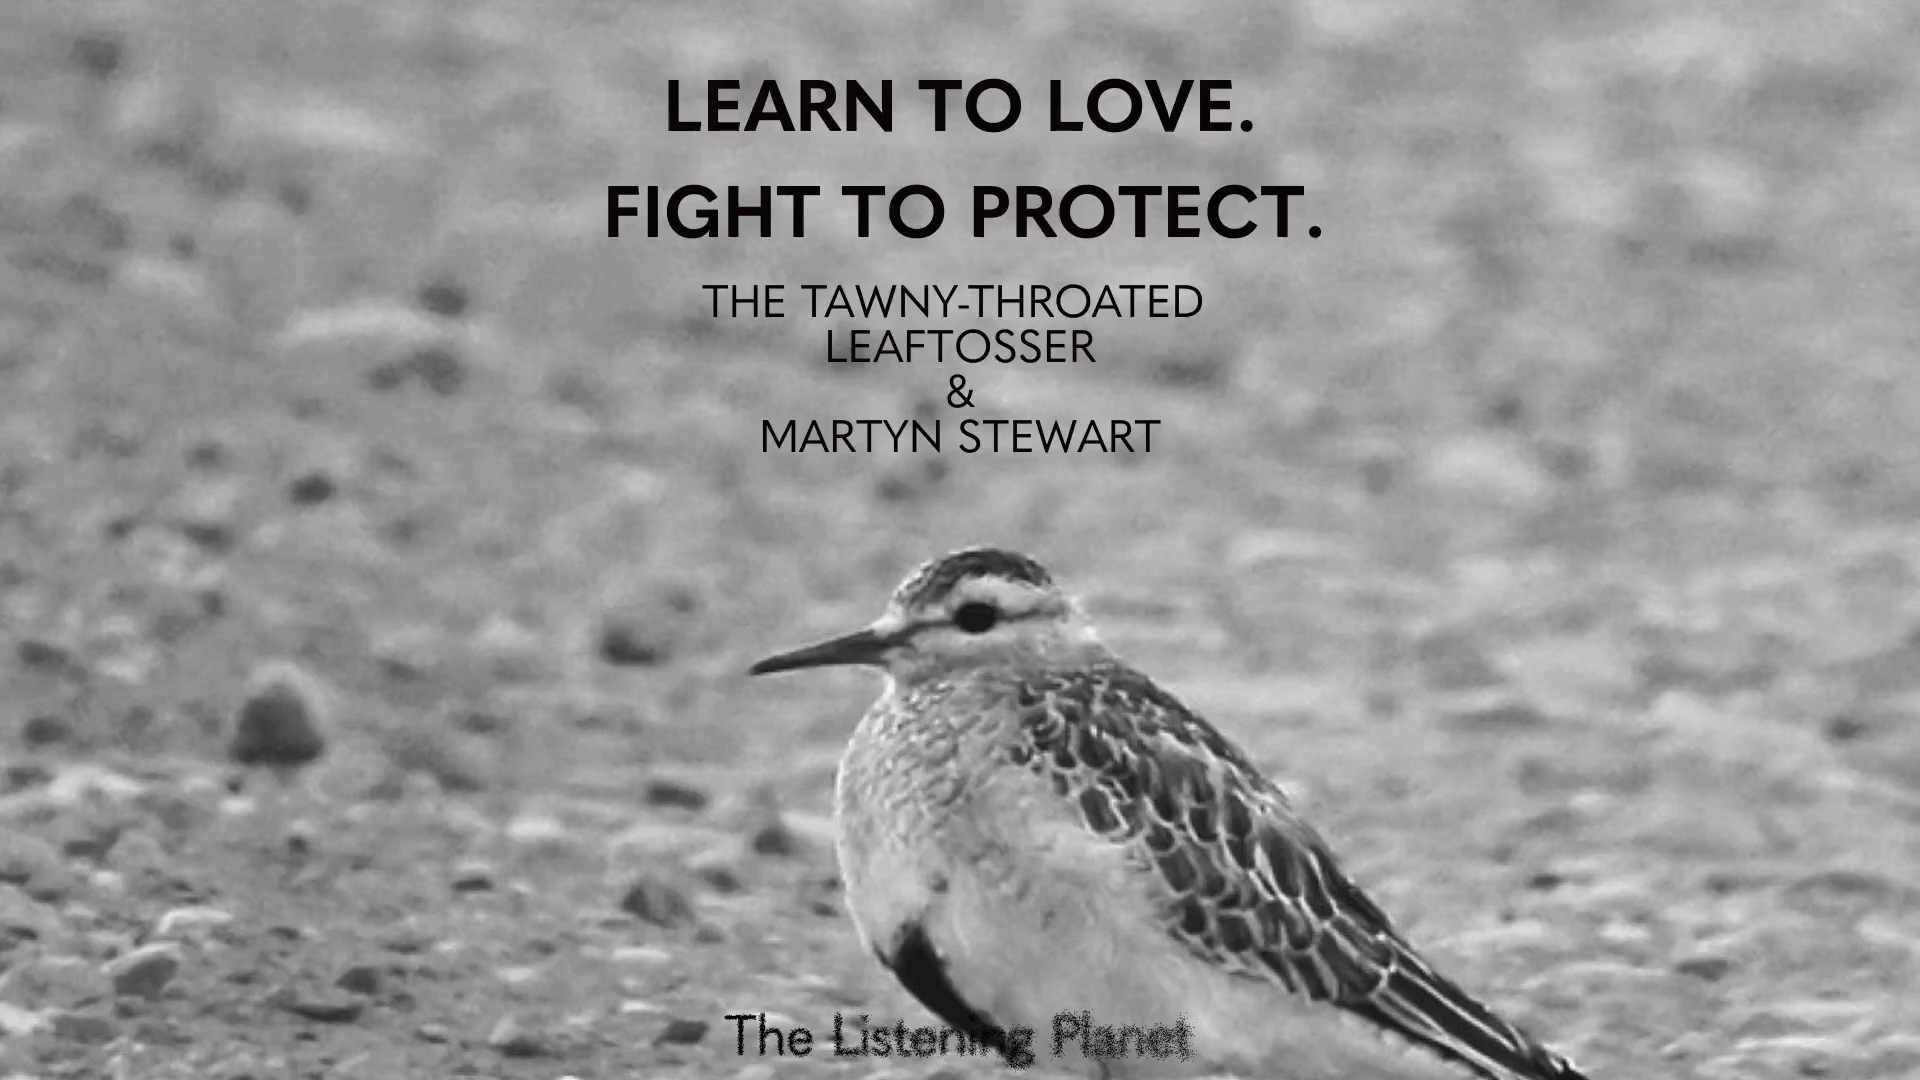 LEARN TO LOVE.
FIGHT TO PROTECT.
THE TAWNY-THROATED
LEAFTOSSER
&
MARTYN STEWART
The Listening Planet